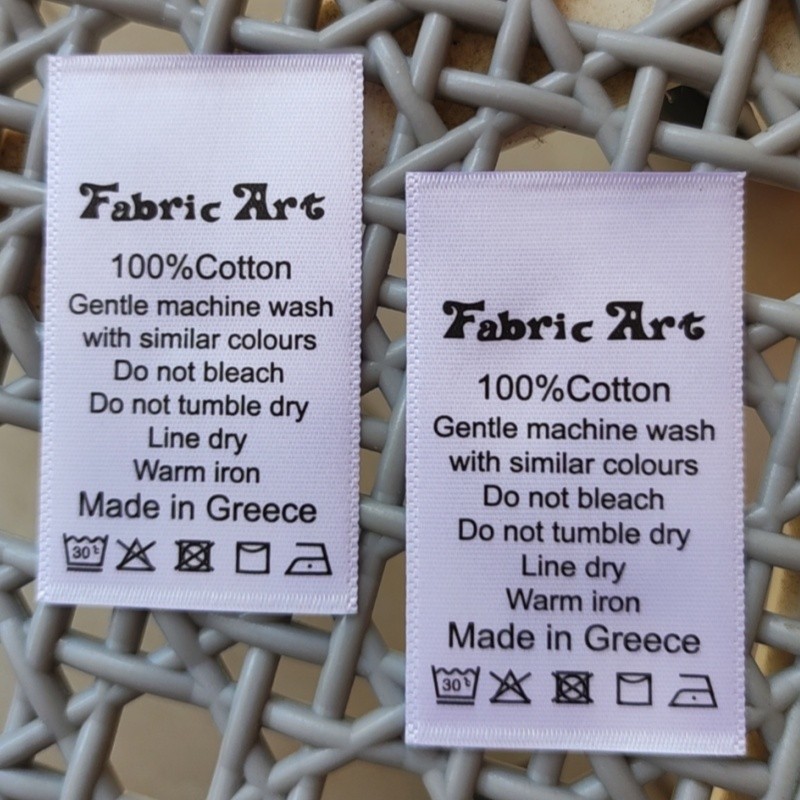 Fabric Art
100%Cotton
Gentle machine wash
with similar colours
Do not bleach
Do not tumble dry
Line dry
Warm iron
Made in Greece
30°c
Fabric Art
100%Cotton
Gentle machine wash
with similar colours
Do not bleach
Do not tumble dry
Line dry
Warm iron
Made in Greece
30°c